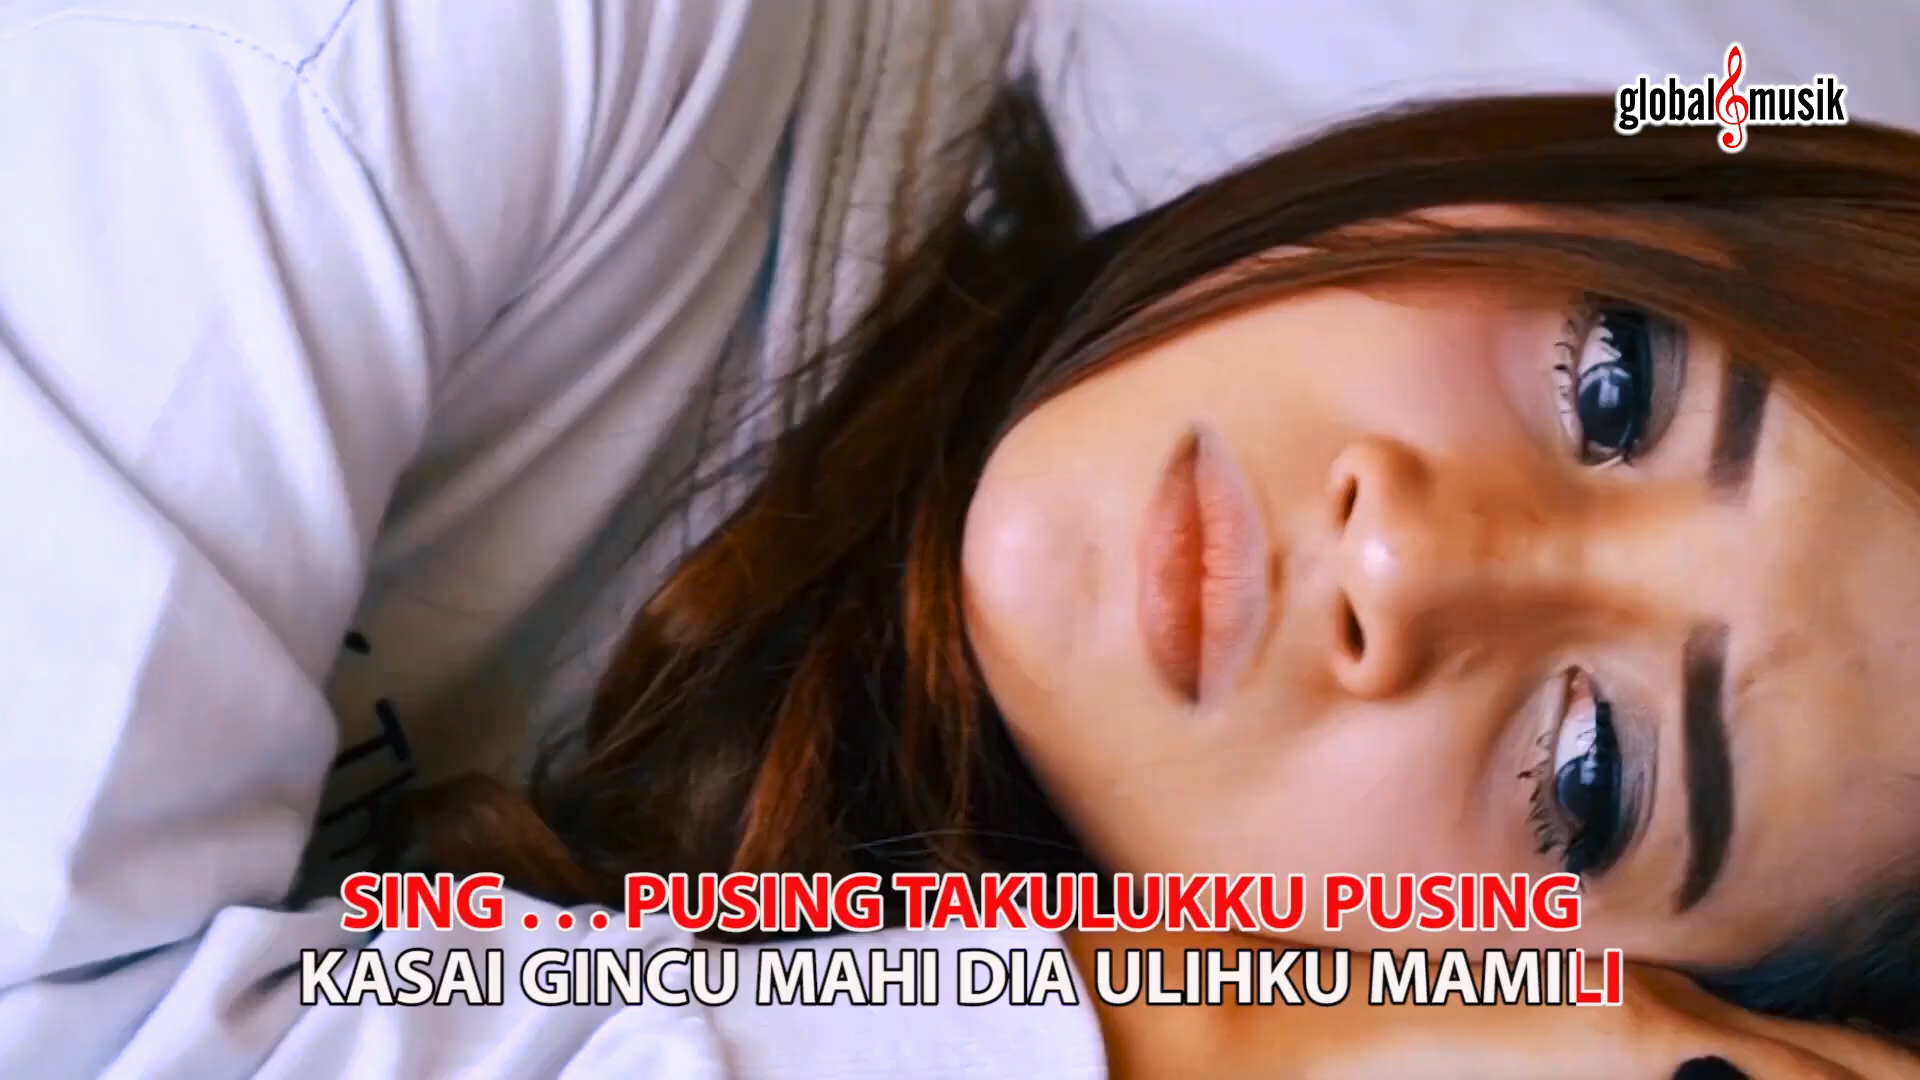 global musik
SING . . . PUSING TAKULUKKU PUSING
KASAI GINCU MAHI DIA ULIHKU MAMILI